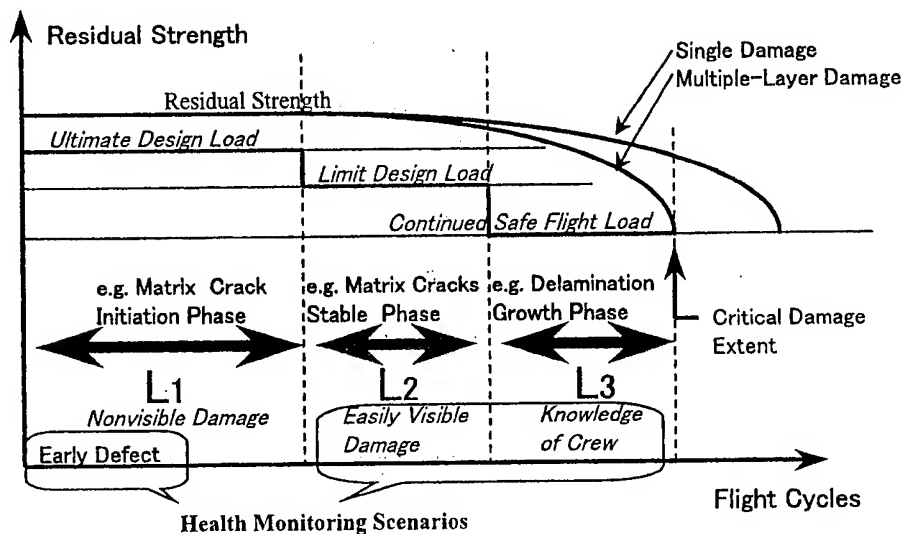 Residual Strength
Single Damage
Multiple-Layer Damage
Residual Strength
Ultimate Design Load
Limit Design Load
Continued Safe Flight Load
e.g. Matrix Crack
Initiation Phase
e.g. Matrix Cracks
Stable Phase
e.g. Delamination
Growth Phase
Critical Damage
Extent
L1
L2
L3
Nonvisible Damage
Easily Visible
Damage
Knowledge
of Crew
Early Defect
Flight Cycles
Health Monitoring Scenarios